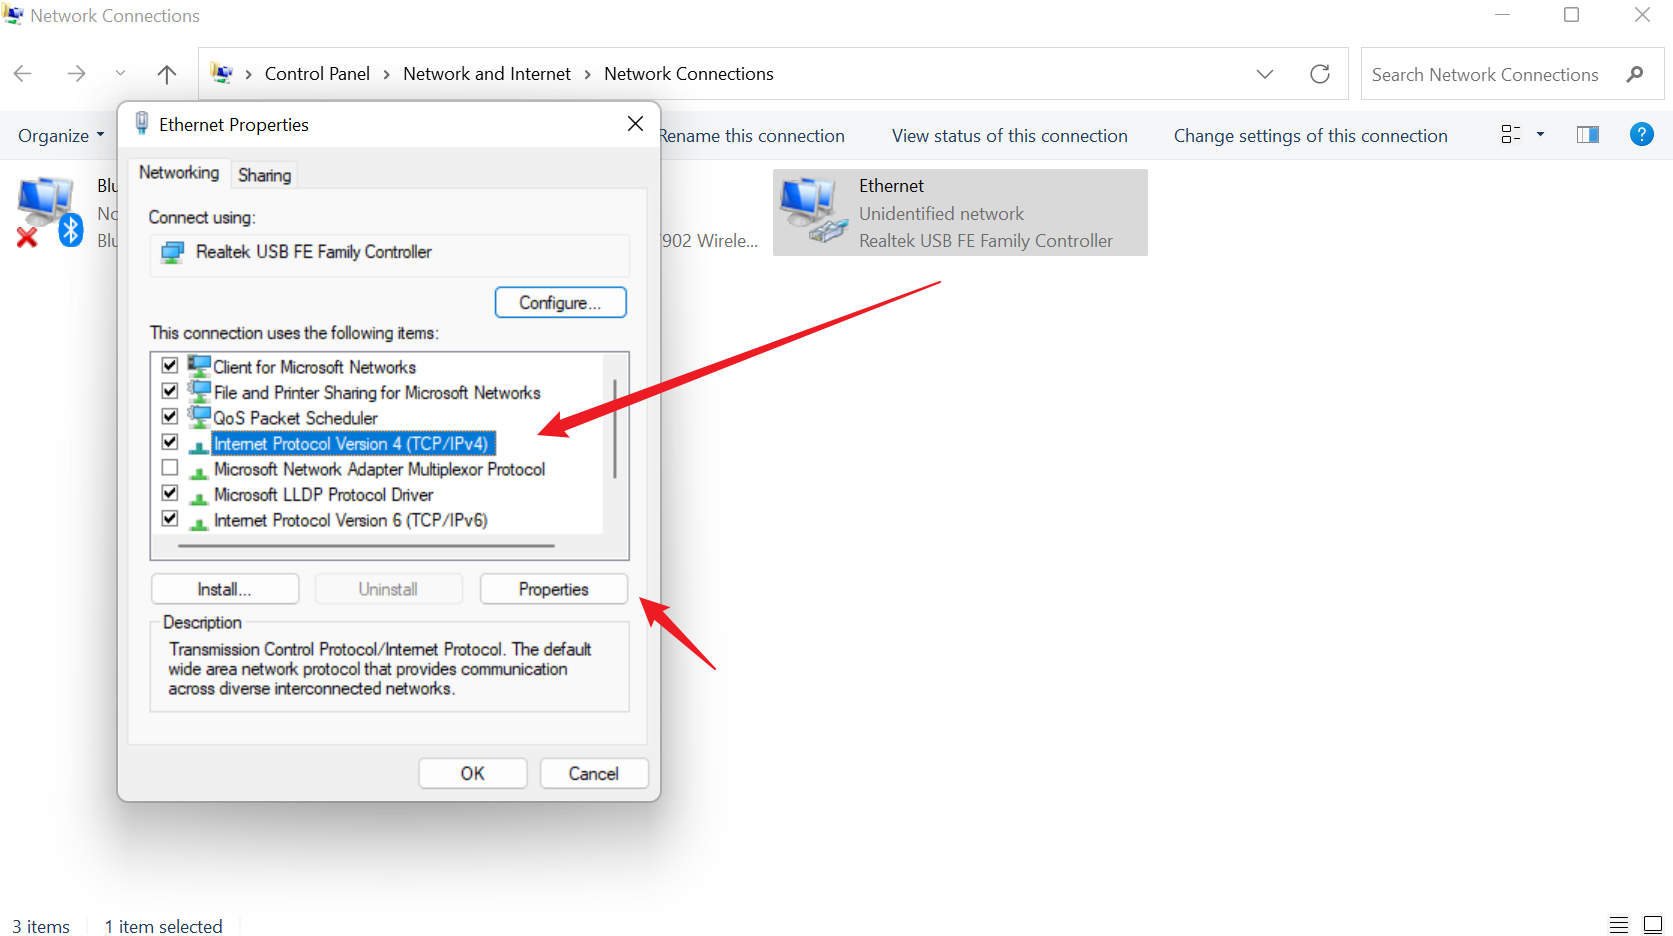 Network Connections
Control Panel
Network and Internet
Network Connections
Search Network Connections
Organize
Rename this connection
View status of this connection
Change settings of this connection
?
Blu
No
Blu
7902 Wirele...
Ethernet
Unidentified network
Realtek USB FE Family Controller
Ethernet Properties
Networking
Sharing
Connect using:
Realtek USB FE Family Controller
Configure...
This connection uses the following items:
Client for Microsoft Networks
File and Printer Sharing for Microsoft Networks
QoS Packet Scheduler
Internet Protocol Version 4 (TCP/IPv4)
Microsoft Network Adapter Multiplexor Protocol
Microsoft LLDP Protocol Driver
Internet Protocol Version 6 (TCP/IPv6)
Install...
Uninstall
Properties
Description
Transmission Control Protocol/Internet Protocol. The default
wide area network protocol that provides communication
across diverse interconnected networks.
OK
Cancel
3 items
1 item selected